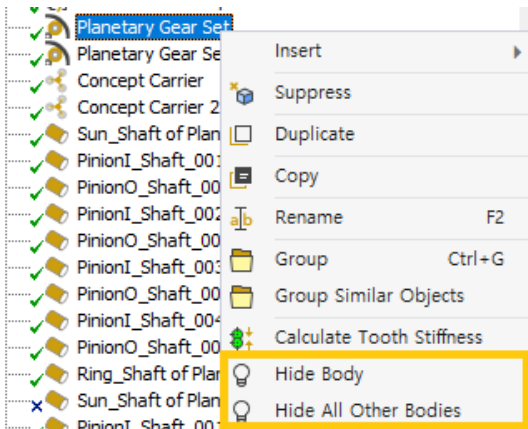 Planetary Gear Set
Planetary Gear Se
Concept Carrier
Concept Carrier 2
Sun_Shaft of Plan
PinionI_Shaft_001
PinionO_Shaft_00
PinionI_Shaft_002
PinionO_Shaft_00
PinionI_Shaft_003
PinionO_Shaft_00
PinionI_Shaft_004
PinionO_Shaft_00
Ring_Shaft of Plan
Sun_Shaft of Plan
PinionI_Shaft_001
Insert
Suppress
Duplicate
Copy
Rename F2
Group Ctrl+G
Group Similar Objects
Calculate Tooth Stiffness
Hide Body
Hide All Other Bodies